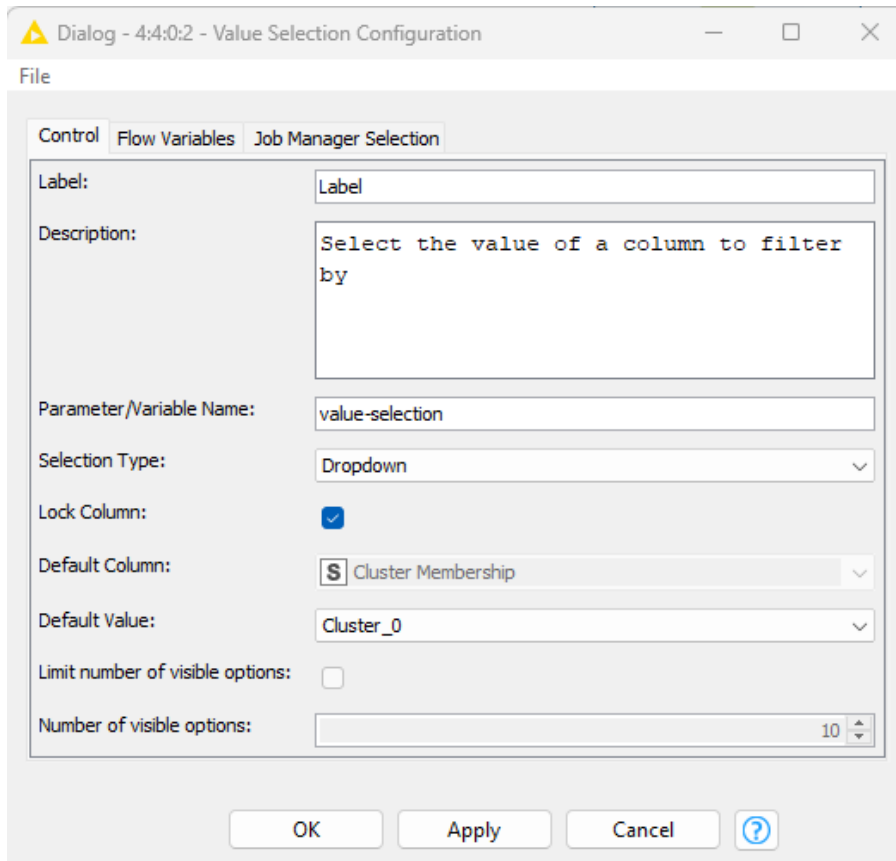 Dialog - 4:4:0:2 - Value Selection Configuration
File
Control Flow Variables Job Manager Selection
Label: Label
Description: Select the value of a column to filter
by
Parameter/Variable Name: value-selection
Selection Type: Dropdown
Lock Column:
Default Column: S Cluster Membership
Default Value: Cluster_0
Limit number of visible options:
Number of visible options: 10
OK Apply Cancel ?